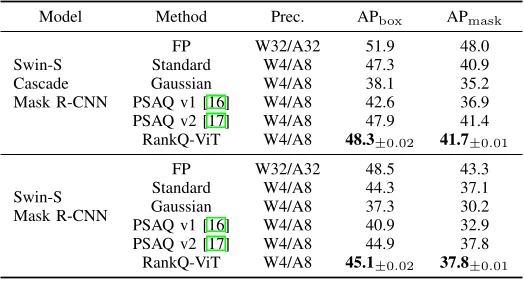 Model Method Prec. APbox APmask
FP W32/A32 51.9 48.0
Swin-S Standard W4/A8 47.3 40.9
Cascade Gaussian W4/A8 38.1 35.2
Mask R-CNN PSAQ v1 [16] W4/A8 42.6 36.9
PSAQ v2 [17] W4/A8 47.9 41.4
RankQ-ViT W4/A8 48.3±0.02 41.7±0.01
FP W32/A32 48.5 43.3
Standard W4/A8 44.3 37.1
Swin-S
Gaussian W4/A8 37.3 30.2
Mask R-CNN
PSAQ v1 [16] W4/A8 40.9 32.9
PSAQ v2 [17] W4/A8 44.9 37.8
RankQ-ViT W4/A8 45.1±0.02 37.8±0.01